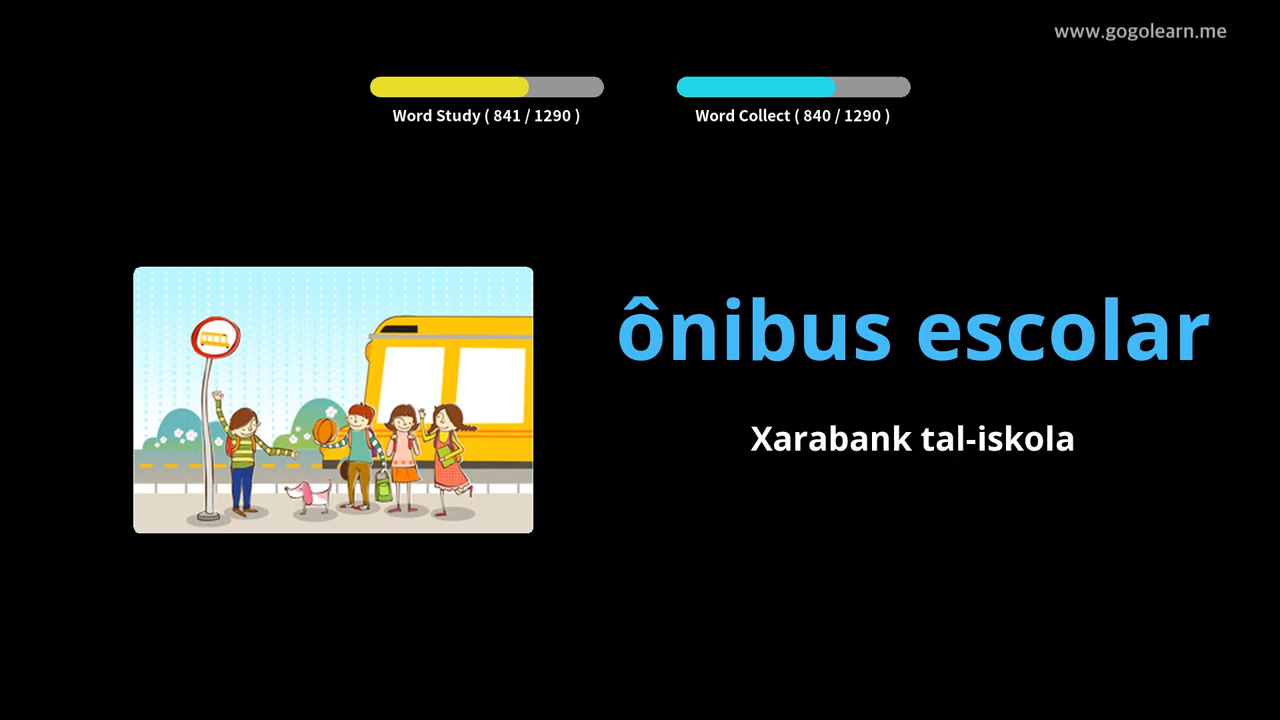 www.gogolearn.me
Word Study ( 841 / 1290 )
Word Collect ( 840 / 1290 )
ônibus escolar
Xarabank tal-iskola